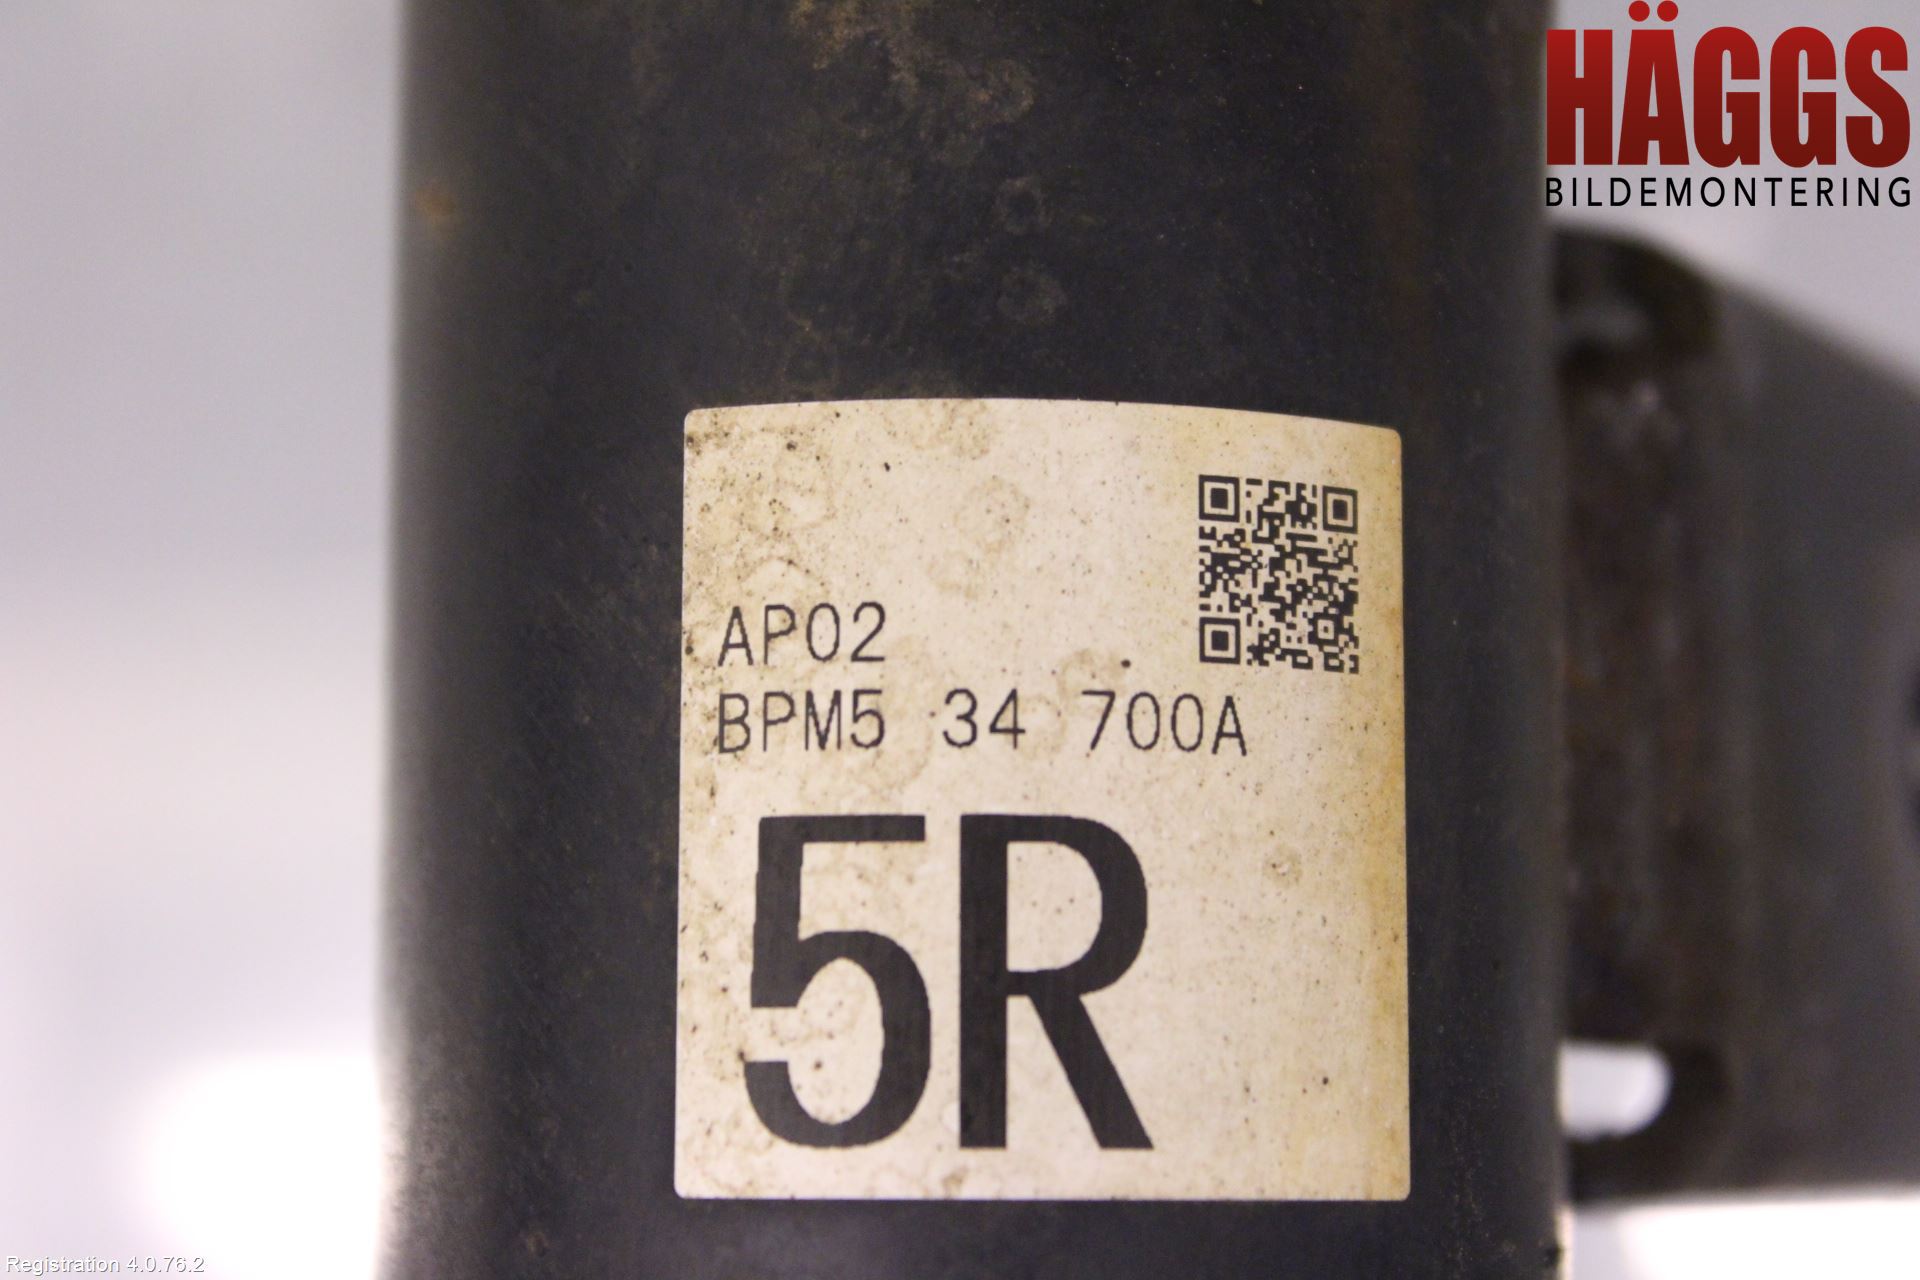 HÄGGS
BILDEMONTERING
AP02
BPM5 34 700A
5R
Registration 4.0.76.2